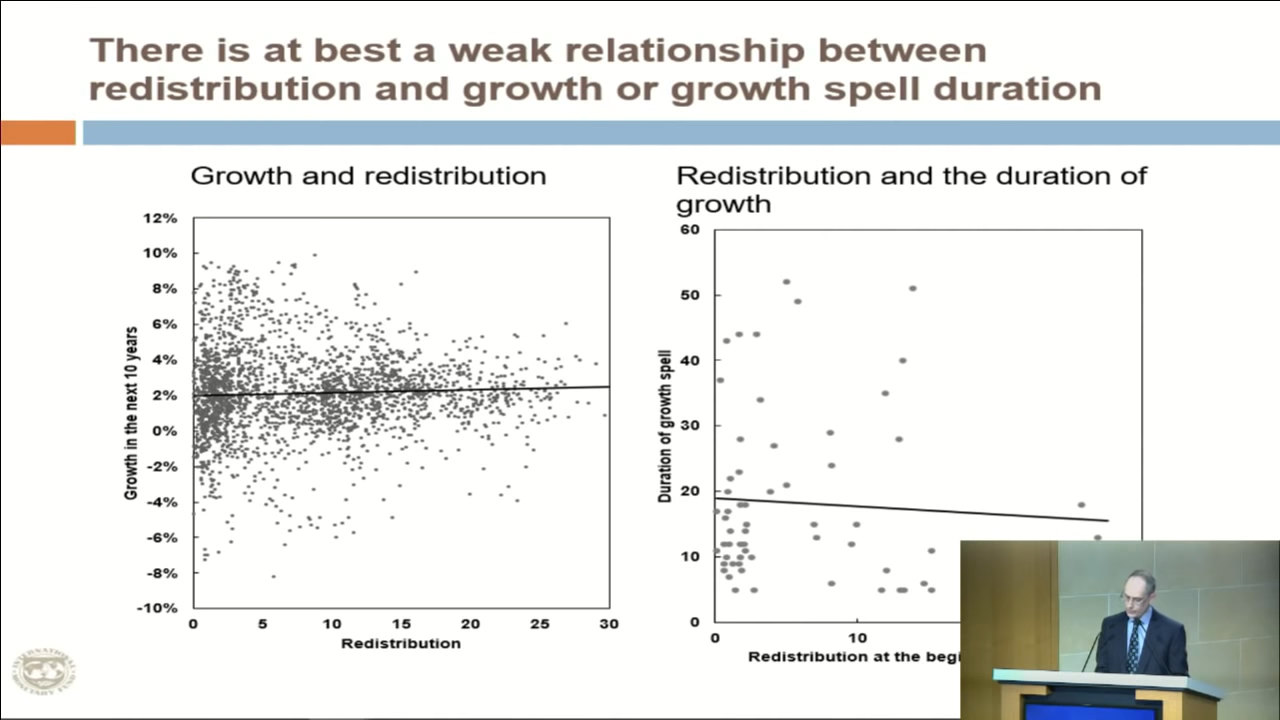 There is at best a weak relationship between
redistribution and growth or growth spell duration
Growth and redistribution
12%
10%
8%
6%
4%
2%
0%
-2%
-4%
-6%
-8%
-10%
Growth in the next 10 years
0 5 10 15 20 25 30
Redistribution
Redistribution and the duration of
growth
60
50
40
30
20
10
0
Duration of growth spell
0 10
Redistribution at the begi
INTERNATIONAL
MONETARY FUND